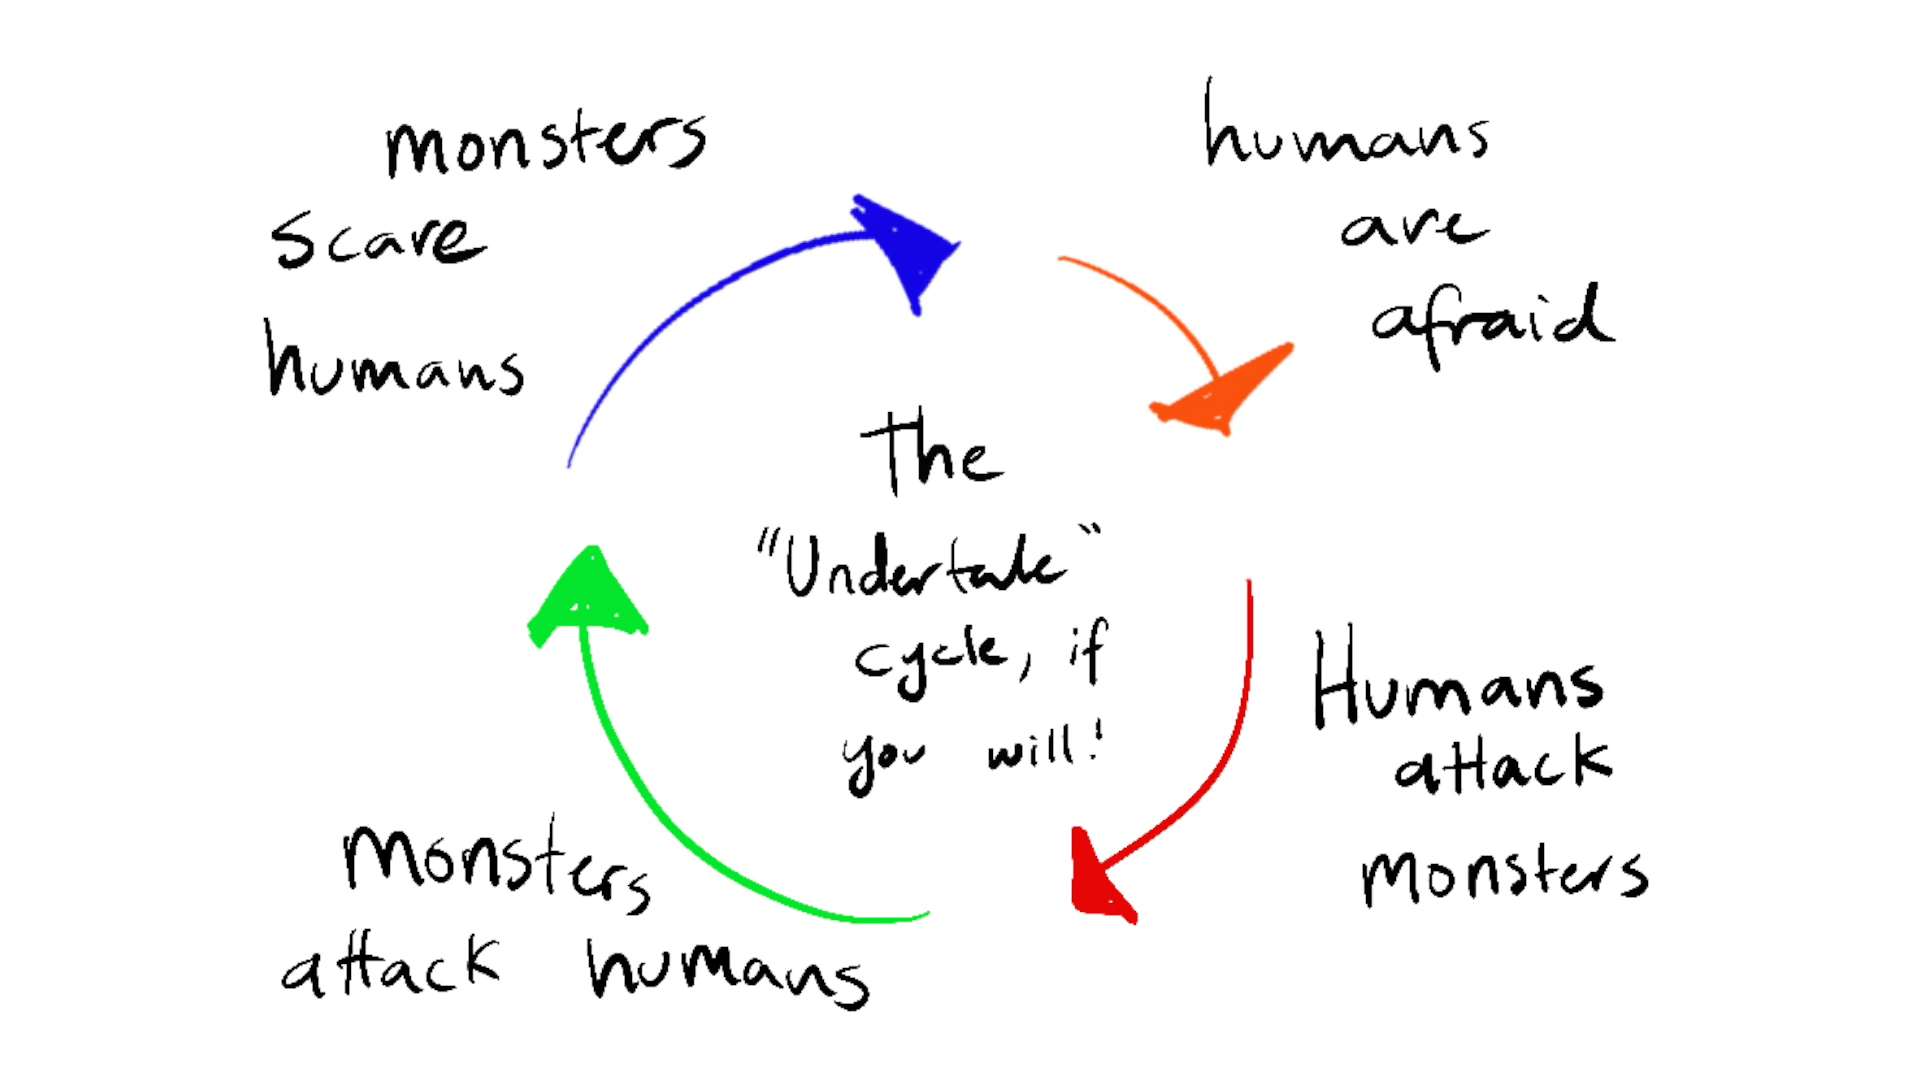 monsters
scare
humans
humans
are
afraid
The
"Undertale"
cycle, if
you will!
Humans
attack
monsters
Monsters
attack humans